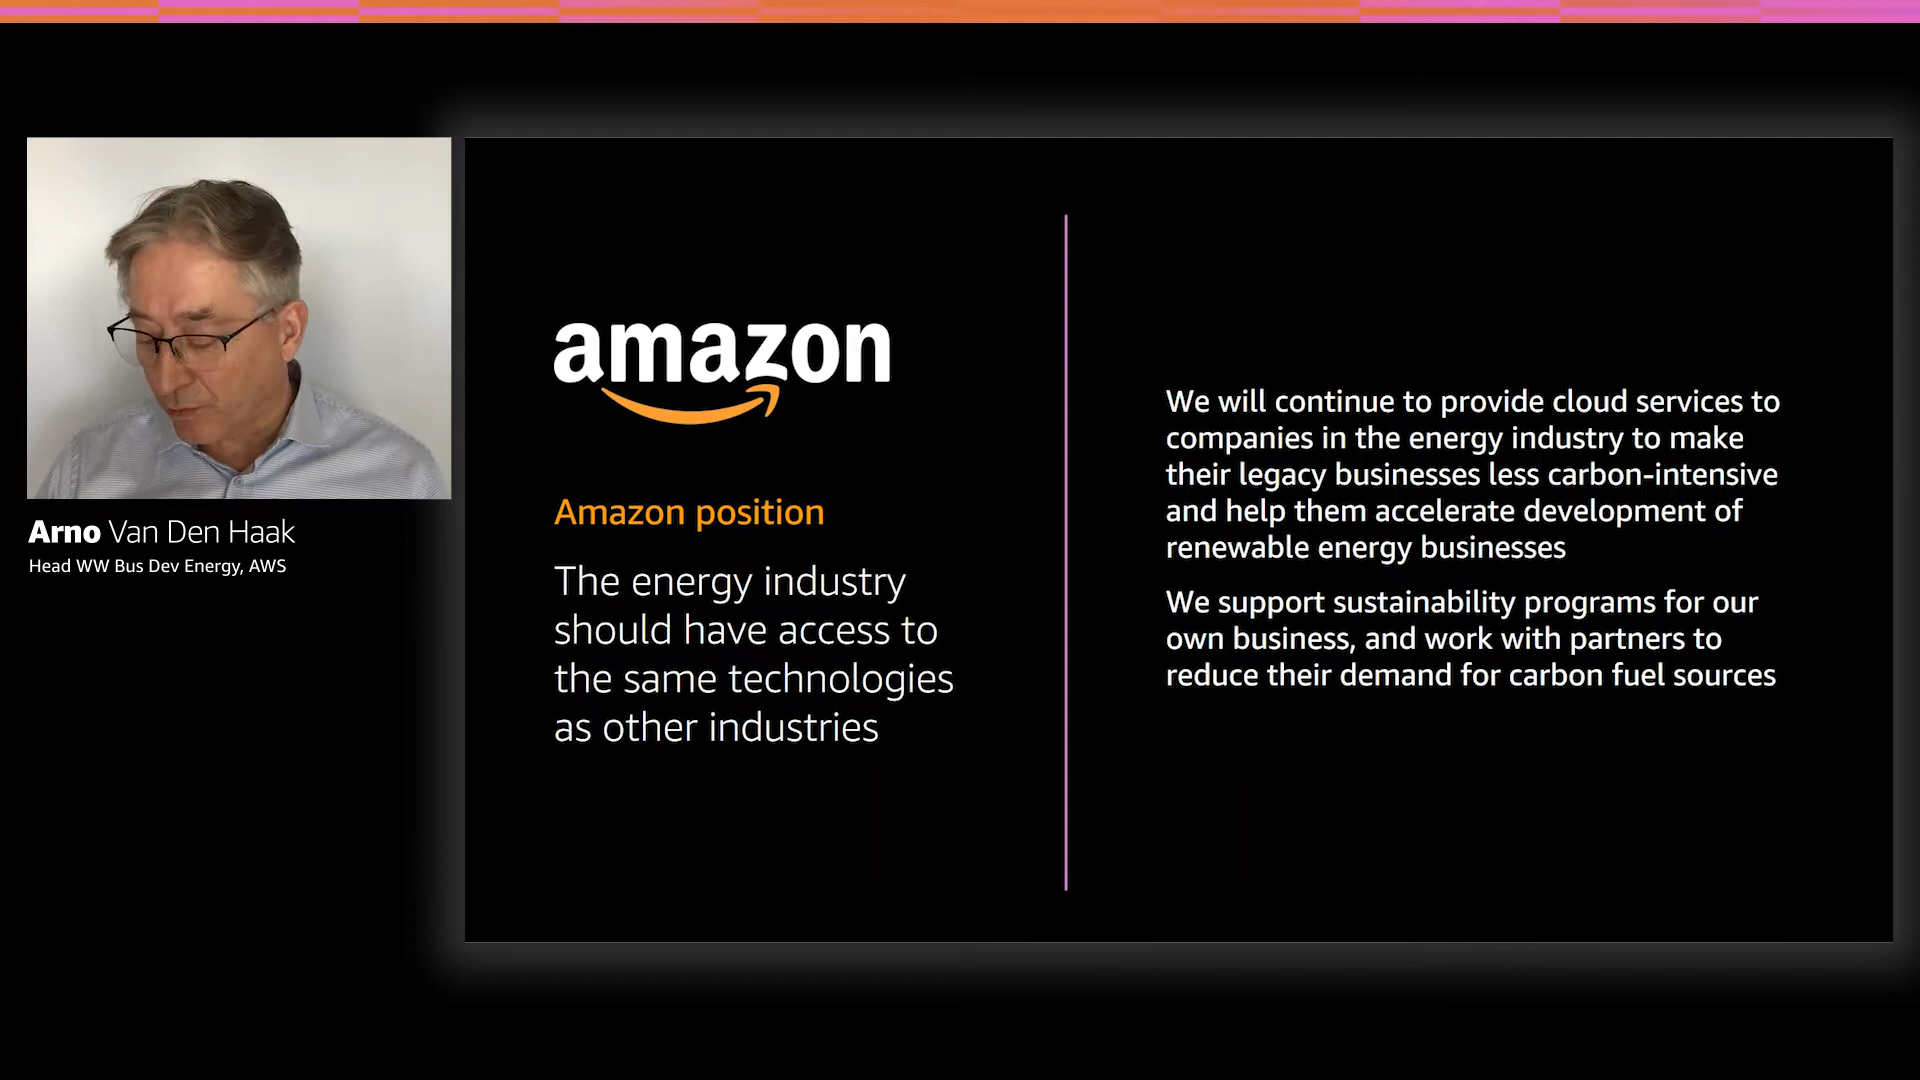 Arno Van Den Haak
Head WW Bus Dev Energy, AWS
amazon
Amazon position
The energy industry
should have access to
the same technologies
as other industries
We will continue to provide cloud services to
companies in the energy industry to make
their legacy businesses less carbon-intensive
and help them accelerate development of
renewable energy businesses
We support sustainability programs for our
own business, and work with partners to
reduce their demand for carbon fuel sources